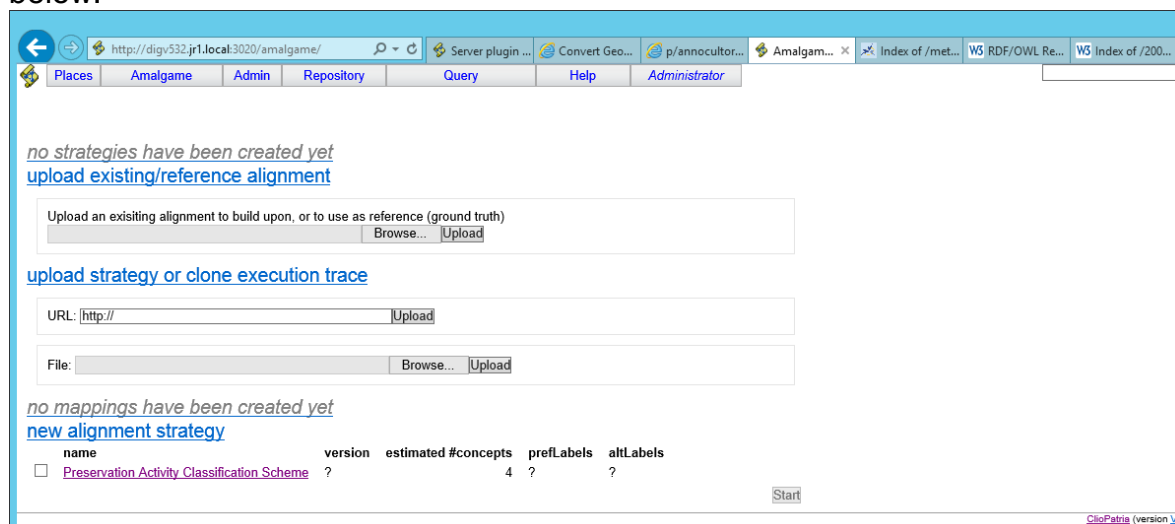 below.
http://digv532.jr1.local:3020/amalgame/
Server plugin ...
Convert Geo...
p/annocultor...
Amalgam...
Index of /met...
W3 RDF/OWL Re...
W3 Index of /200...
Places Amalgame Admin Repository Query Help Administrator
no strategies have been created yet
upload existing/reference alignment
Upload an exisiting alignment to build upon, or to use as reference (ground truth)
Browse... Upload
upload strategy or clone execution trace
URL: http:// Upload
File: Browse... Upload
no mappings have been created yet
new alignment strategy
name version estimated #concepts prefLabels altLabels
Preservation Activity Classification Scheme ? 4 ? ?
Start
ClioPatria (version V